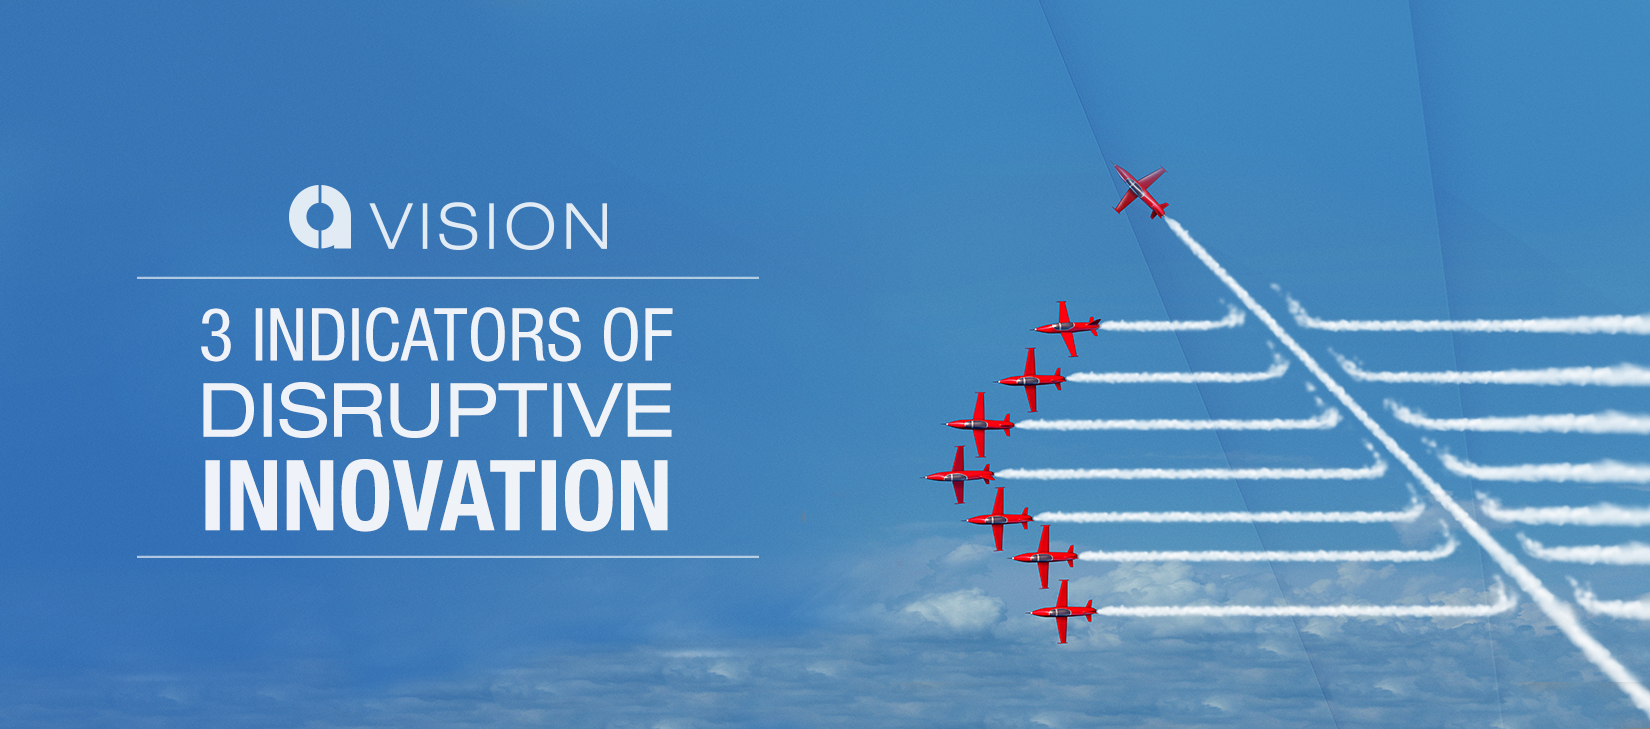 a VISION
3 INDICATORS OF
DISRUPTIVE
INNOVATION